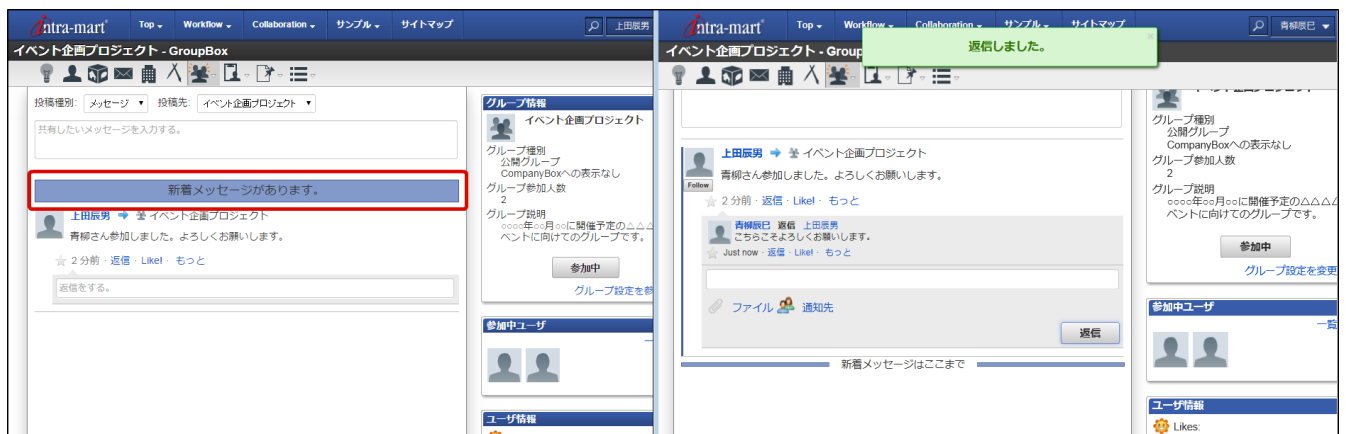 intra-mart Top Workflow Collaboration サンプル サイトマップ 上田辰男
イベント企画プロジェクト - GroupBox
投稿種別: メッセージ 投稿先: イベント企画プロジェクト
共有したいメッセージを入力する。
新着メッセージがあります。
上田辰男 イベント企画プロジェクト
青柳さん参加しました。よろしくお願いします。
2 分前 · 返信 · Like! · もっと
返信をする。
グループ情報
イベント企画プロジェクト
グループ種別
公開グループ
CompanyBoxへの表示なし
グループ参加人数
2
グループ説明
○○○○年○○月○○に開催予定の△△△
ベントに向けてのグループです。
参加中
グループ設定を参
参加中ユーザ
ユーザ情報
intra-mart Top Workflow Collaboration サンプル サイトマップ 青柳辰巳
イベント企画プロジェクト - Group
返信しました。
上田辰男 イベント企画プロジェクト
青柳さん参加しました。よろしくお願いします。
Follow
2 分前 · 返信 · Like! · もっと
青柳辰巳 返信 上田辰男
こちらこそよろしくお願いします。
Just now · 返信 · Like! · もっと
ファイル 通知先
返信
新着メッセージはここまで
グループ種別
公開グループ
CompanyBoxへの表示なし
グループ参加人数
2
グループ説明
○○○○年○○月○○に開催予定の△△△△
ベントに向けてのグループです。
参加中
グループ設定を変更
参加中ユーザ
一覧
ユーザ情報
Likes: